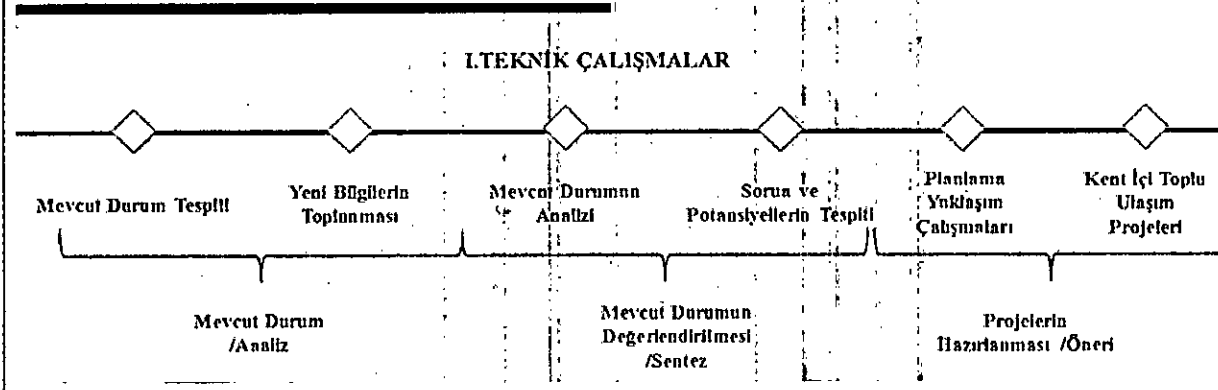 I.TEKNİK ÇALIŞMALAR
Mevcut Durum Tespiti
Yeni Bilgilerin
Toplanması
Mevcut Durumun
Analizi
Sorun ve
Potansiyellerin Tespiti
Planlama
Yaklaşım
Çalışmaları
Kent İçi Toplu
Ulaşım
Projeleri
Mevcut Durum
/Analiz
Mevcut Durumun
Değerlendirilmesi
/Sentez
Projelerin
Hazırlanması /Öneri